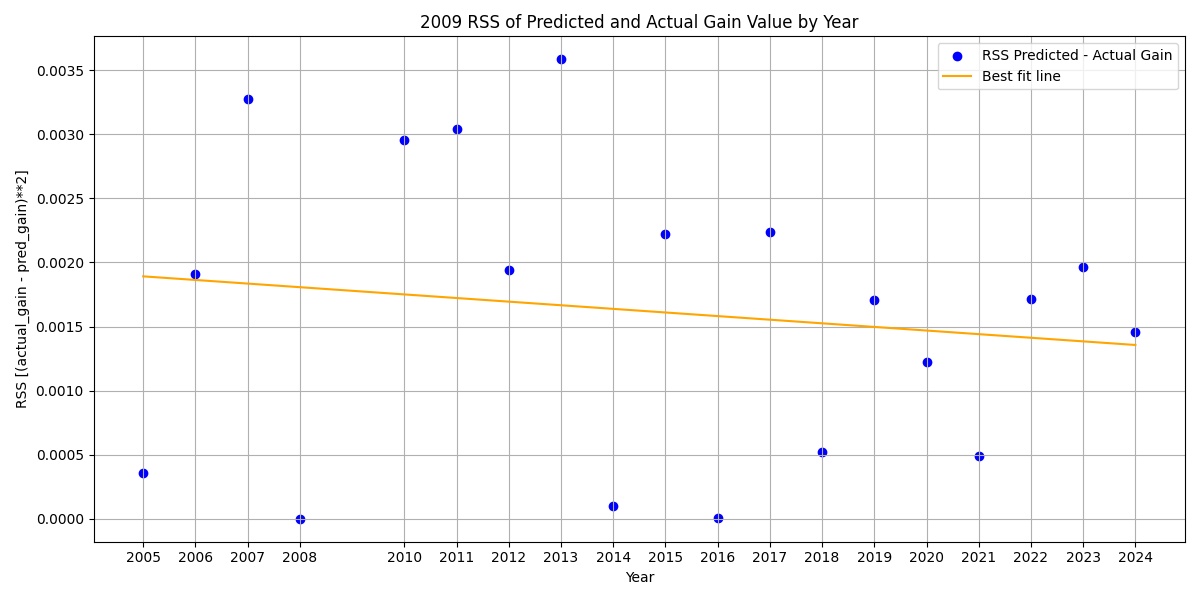 2009 RSS of Predicted and Actual Gain Value by Year
RSS Predicted - Actual Gain
Best fit line
RSS [(actual_gain - pred_gain)**2]
0.0035
0.0030
0.0025
0.0020
0.0015
0.0010
0.0005
0.0000
2005 2006 2007 2008 2010 2011 2012 2013 2014 2015 2016 2017 2018 2019 2020 2021 2022 2023 2024
Year